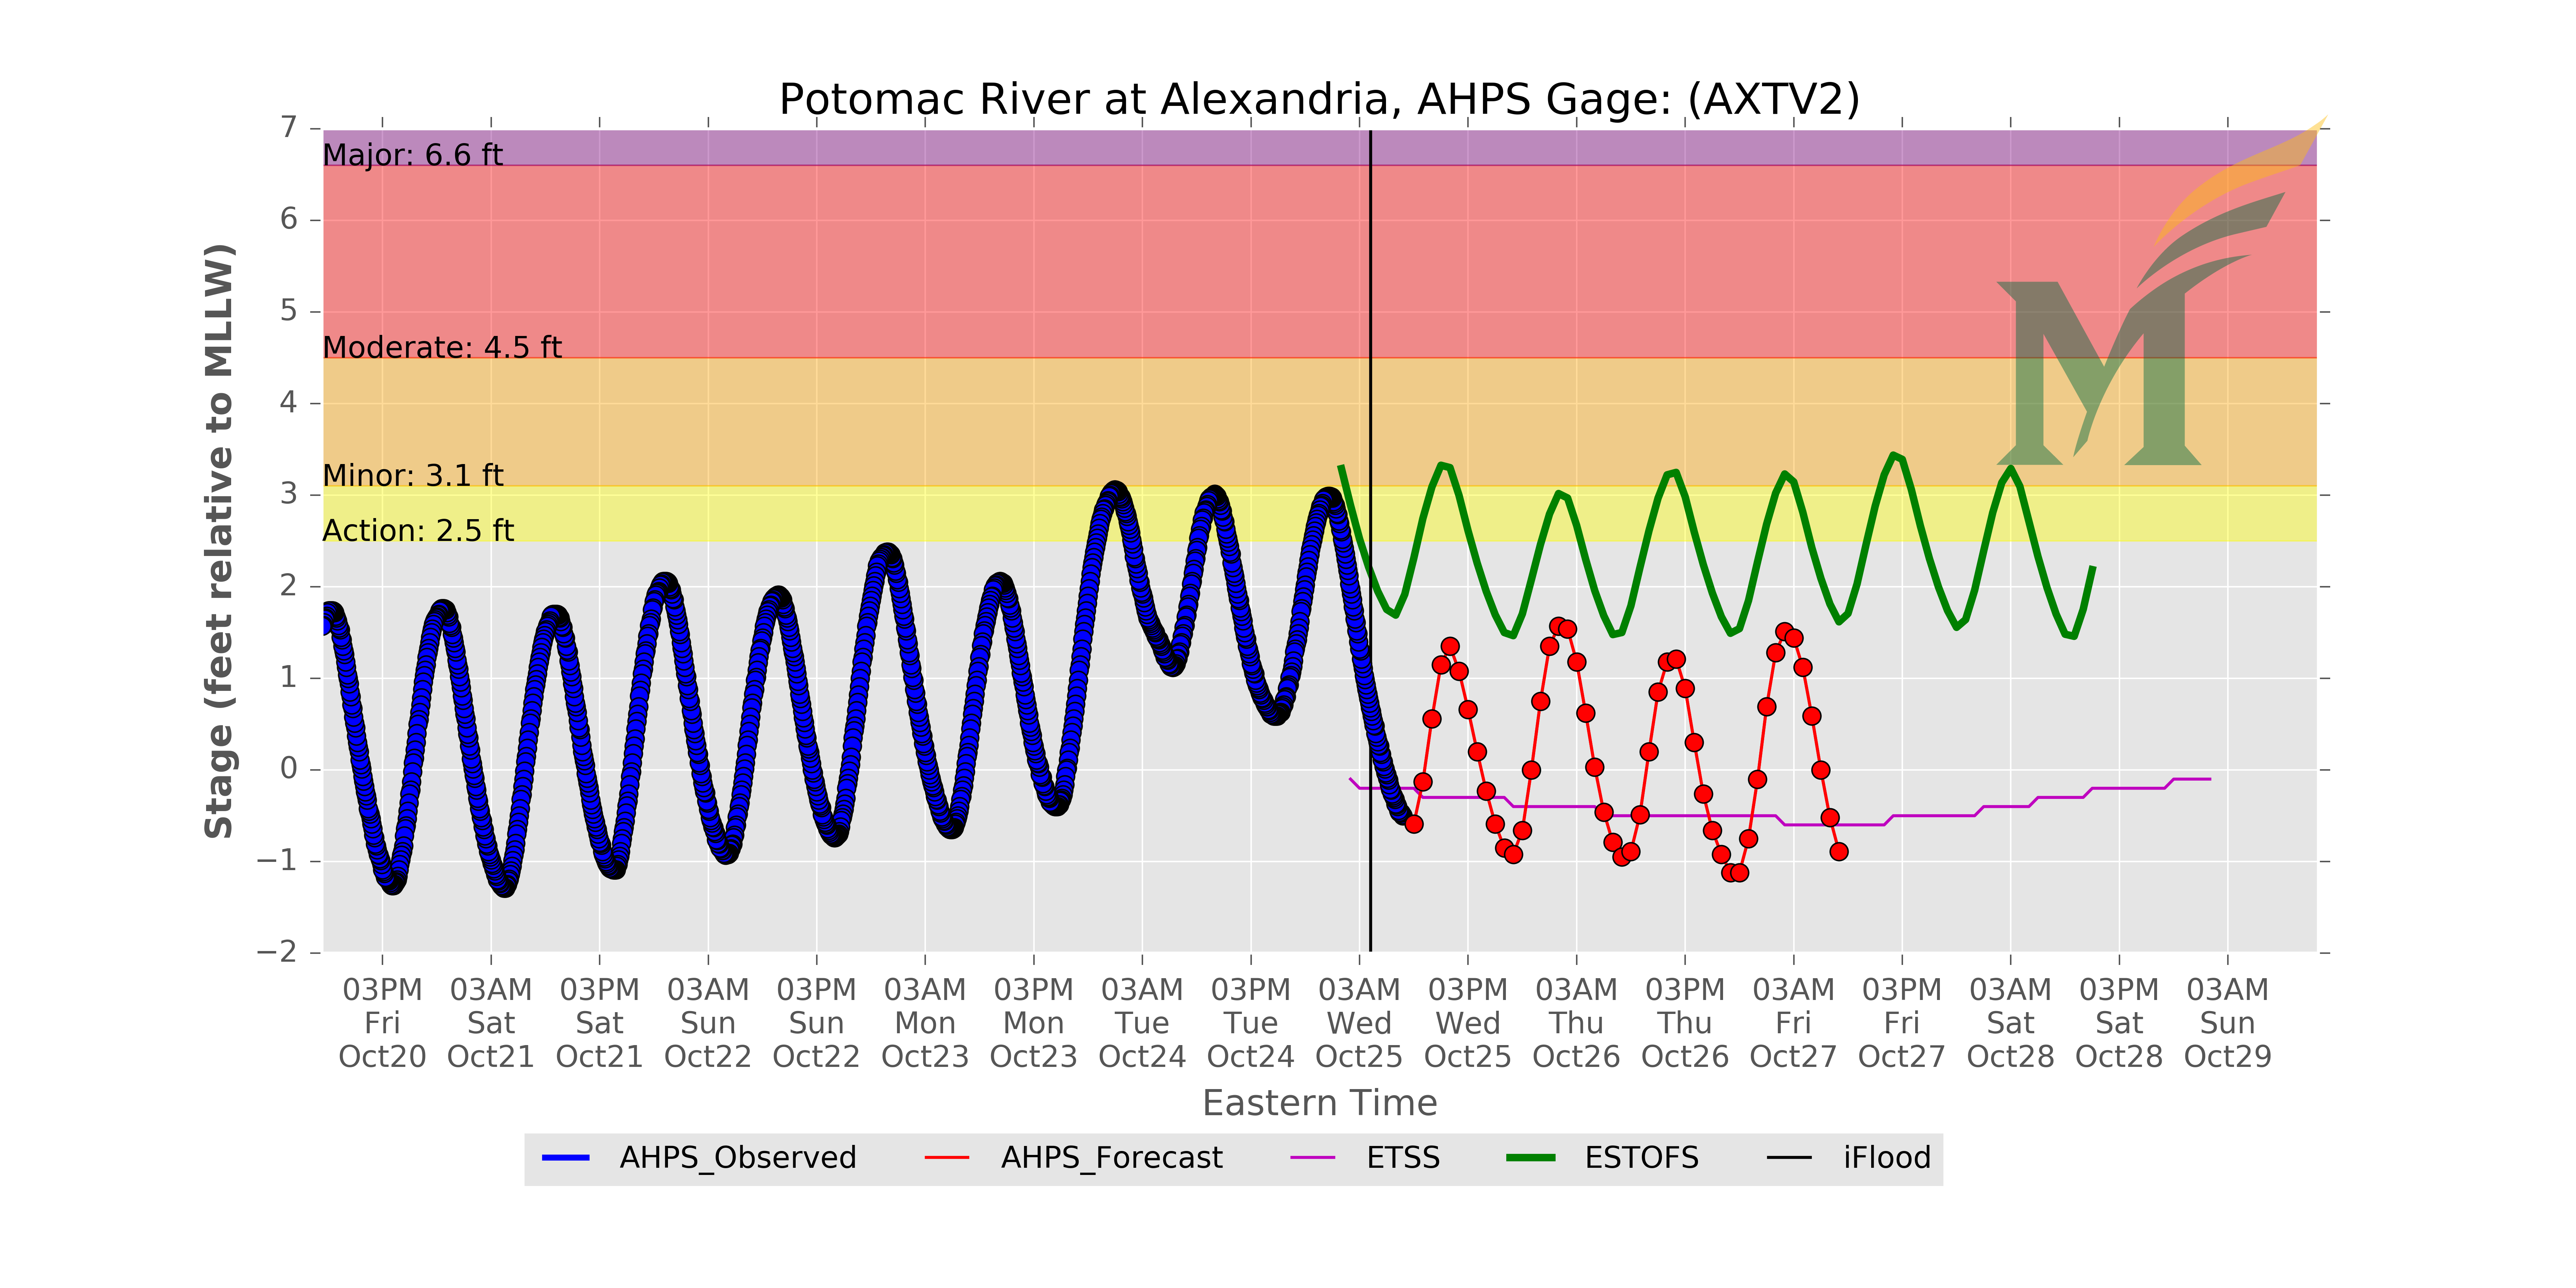 Potomac River at Alexandria, AHPS Gage: (AXTV2)
Stage (feet relative to MLLW)
7
6
5
4
3
2
1
0
−1
−2
Major: 6.6 ft
Moderate: 4.5 ft
Minor: 3.1 ft
Action: 2.5 ft
M
03PM 03AM 03PM 03AM 03PM 03AM 03PM 03AM 03PM 03AM 03PM 03AM 03PM 03AM 03PM 03AM 03PM 03AM
Fri Sat Sat Sun Sun Mon Mon Tue Tue Wed Wed Thu Thu Fri Fri Sat Sat Sun
Oct20 Oct21 Oct21 Oct22 Oct22 Oct23 Oct23 Oct24 Oct24 Oct25 Oct25 Oct26 Oct26 Oct27 Oct27 Oct28 Oct28 Oct29
Eastern Time
AHPS_Observed AHPS_Forecast ETSS ESTOFS iFlood